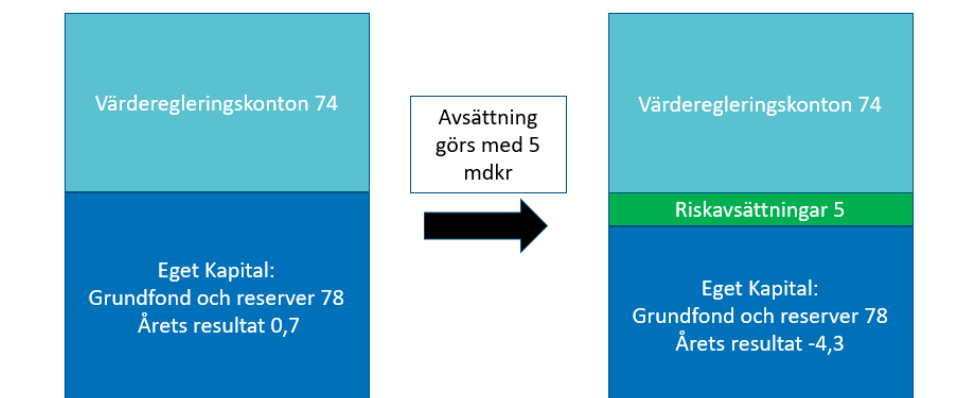 Värderegleringskonton 74
Eget Kapital:
Grundfond och reserver 78
Årets resultat 0,7
Avsättning
görs med 5
mdkr
Värderegleringskonton 74
Riskavsättningar 5
Eget Kapital:
Grundfond och reserver 78
Årets resultat -4,3